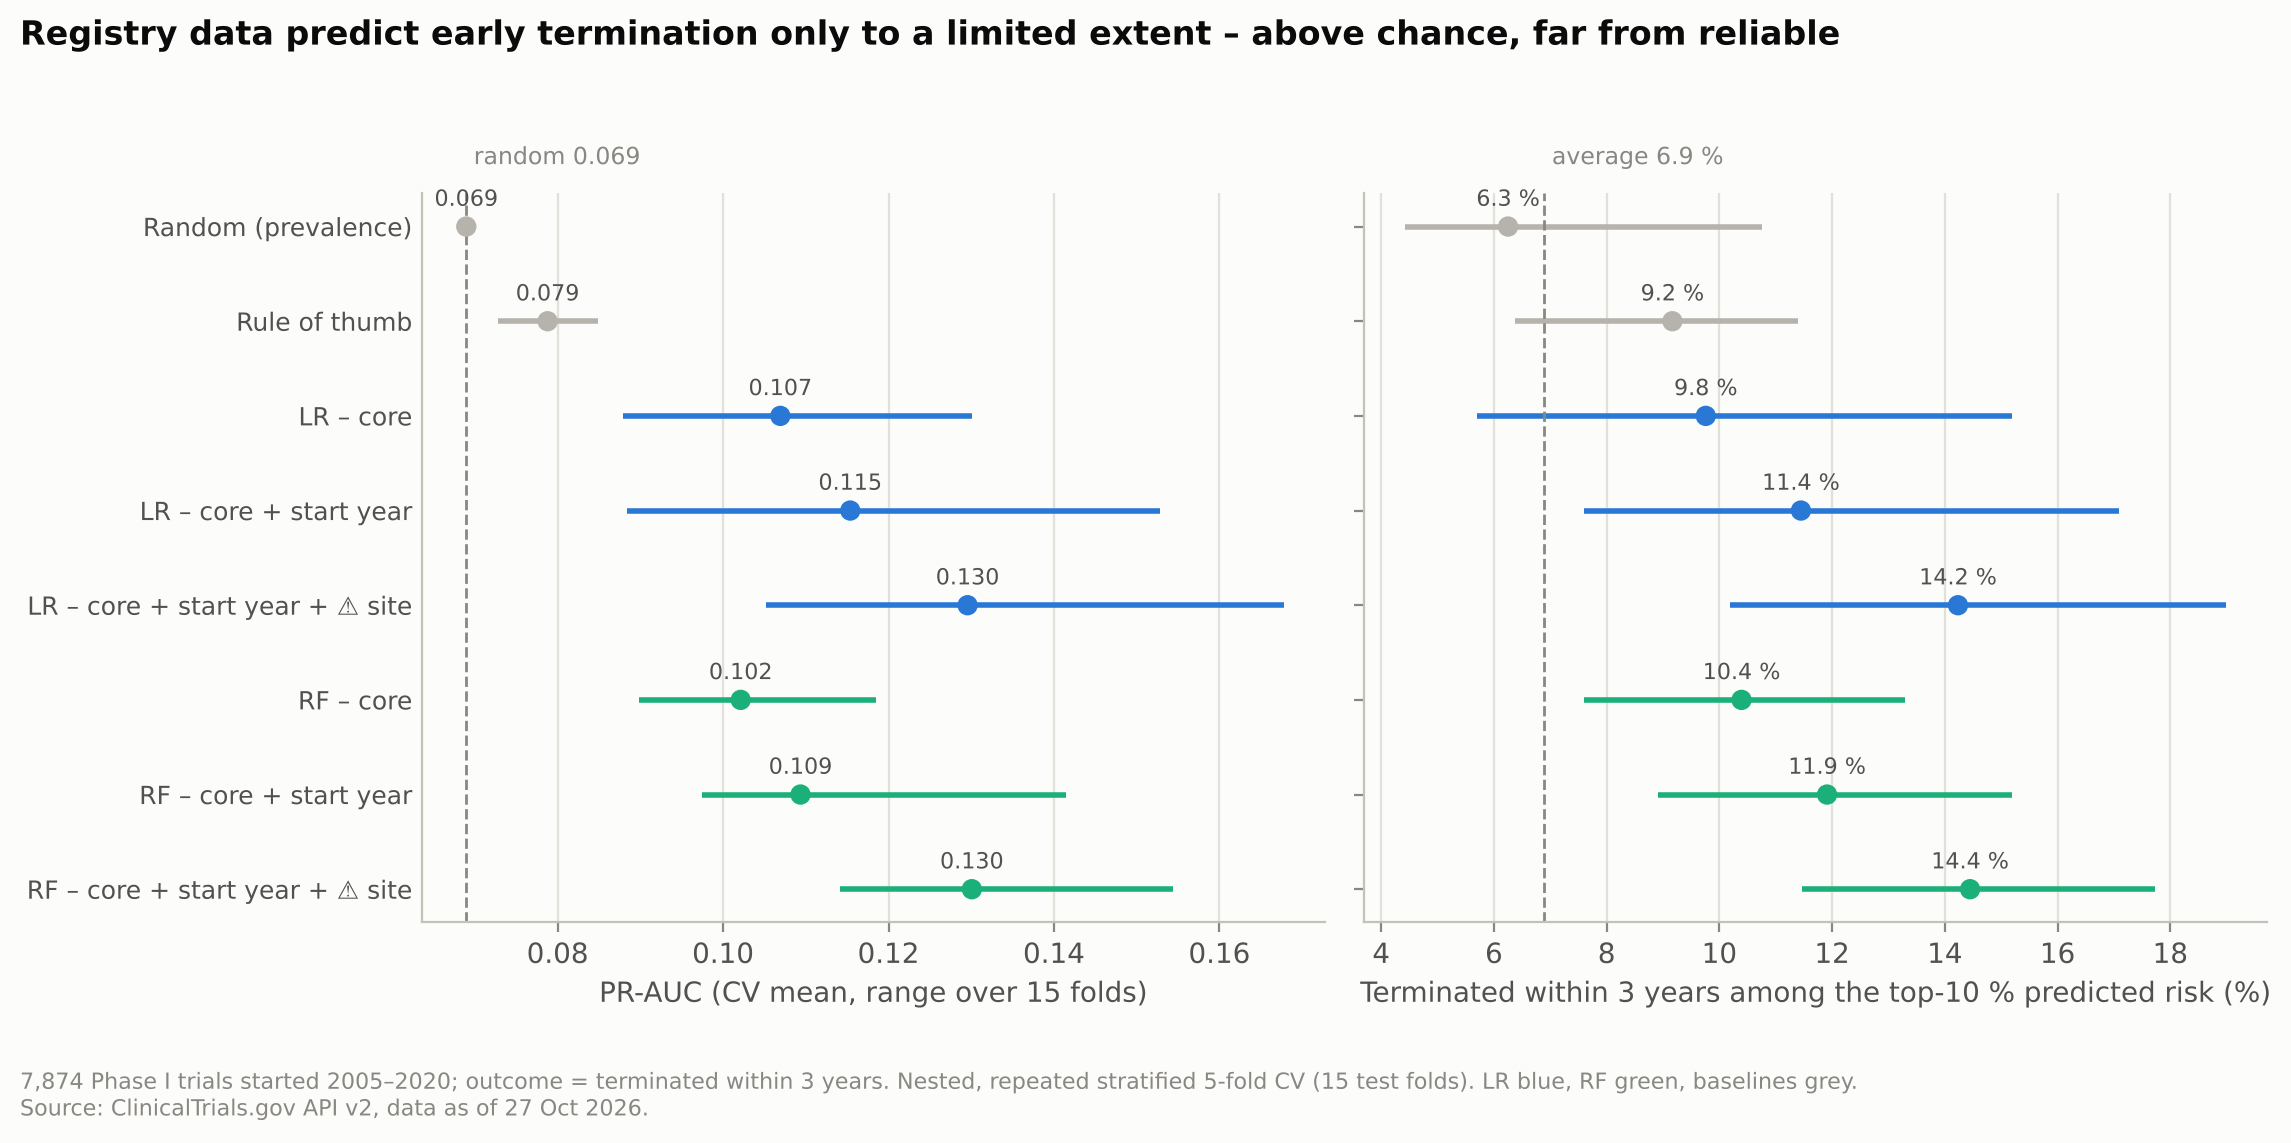 Registry data predict early termination only to a limited extent – above chance, far from reliable
random 0.069
average 6.9 %
Random (prevalence)
0.069
6.3 %
Rule of thumb
0.079
9.2 %
LR – core
0.107
9.8 %
LR – core + start year
0.115
11.4 %
LR – core + start year + ⚠ site
0.130
14.2 %
RF – core
0.102
10.4 %
RF – core + start year
0.109
11.9 %
RF – core + start year + ⚠ site
0.130
14.4 %
0.08 0.10 0.12 0.14 0.16
4 6 8 10 12 14 16 18
PR-AUC (CV mean, range over 15 folds)
Terminated within 3 years among the top-10 % predicted risk (%)
7,874 Phase I trials started 2005–2020; outcome = terminated within 3 years. Nested, repeated stratified 5-fold CV (15 test folds). LR blue, RF green, baselines grey.
Source: ClinicalTrials.gov API v2, data as of 27 Oct 2026.